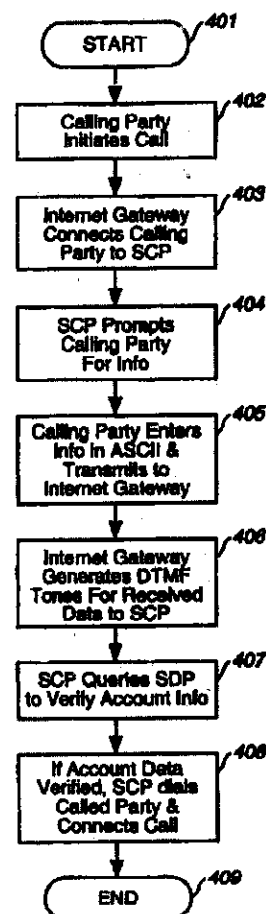 401
START
402
Calling Party
Initiates Call
403
Internet Gateway
Connects Calling
Party to SCP
404
SCP Prompts
Calling Party
For Info
405
Calling Party Enters
Info in ASCII &
Transmits to
Internet Gateway
406
Internet Gateway
Generates DTMF
Tones For Received
Data to SCP
407
SCP Queries SDP
to Verify Account Info
408
If Account Data
Verified, SCP dials
Called Party &
Connects Call
409
END